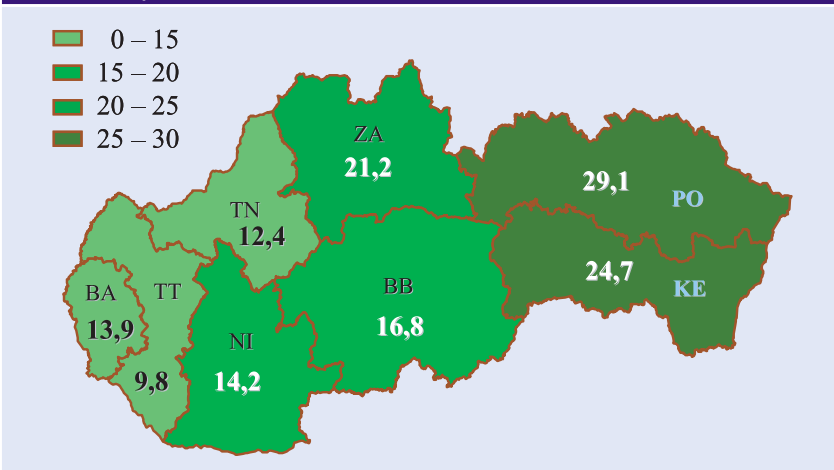 0 – 15
15 – 20
20 – 25
25 – 30
ZA
21,2
29,1
PO
TN
12,4
24,7
KE
BB
16,8
BA
13,9
TT
9,8
NI
14,2